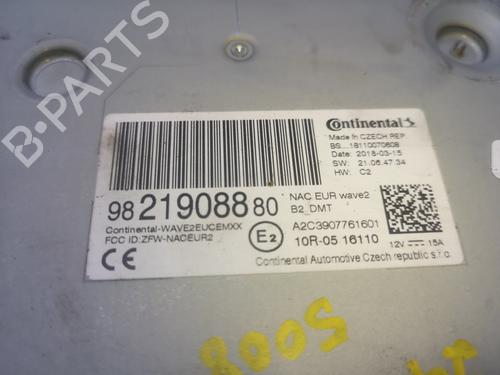 Continental
Made in CZECH REP
BS...18110070608
Date: 2018-03-15
SW: 21.06.47.34
HW: C2
98 219088 80
NAC EUR wave2
B2_DMT
Continental-WAVE2EUCEMXX
FCC ID:ZFW-NACEUR2
E2
A2C3907761601
10R-05 16110
12V 15A
Continental Automotive Czech republic s.r.o.
B-PARTS